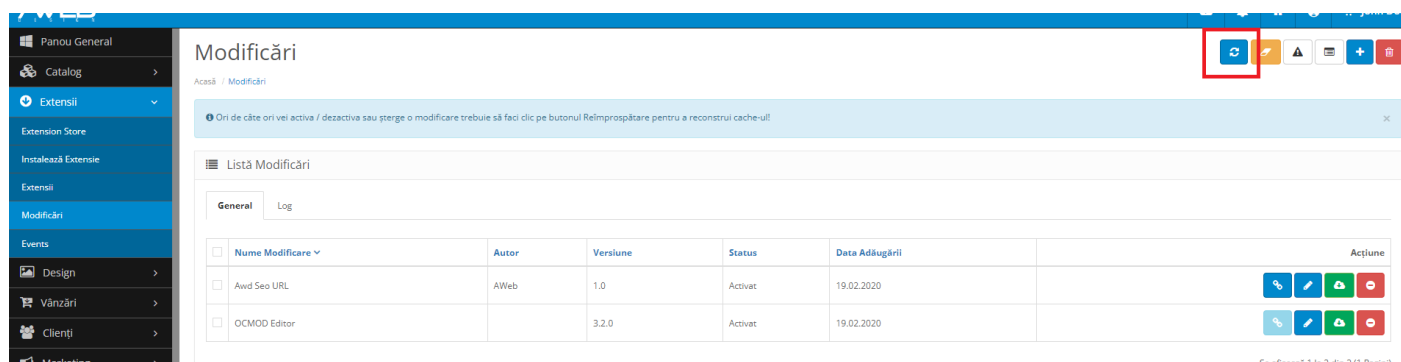 Panou General
Catalog
Extensii
Extension Store
Instalează Extensie
Extensii
Modificări
Events
Design
Vânzări
Clienți
Marketing
Modificări
Acasă / Modificări
Ori de câte ori vei activa / dezactiva sau șterge o modificare trebuie să faci clic pe butonul Reîmprospătare pentru a reconstrui cache-ul!
×
Listă Modificări
General Log
Nume Modificare Autor Versiune Status Data Adăugării Acțiune
Awd Seo URL AWeb 1.0 Activat 19.02.2020
OCMOD Editor 3.2.0 Activat 19.02.2020